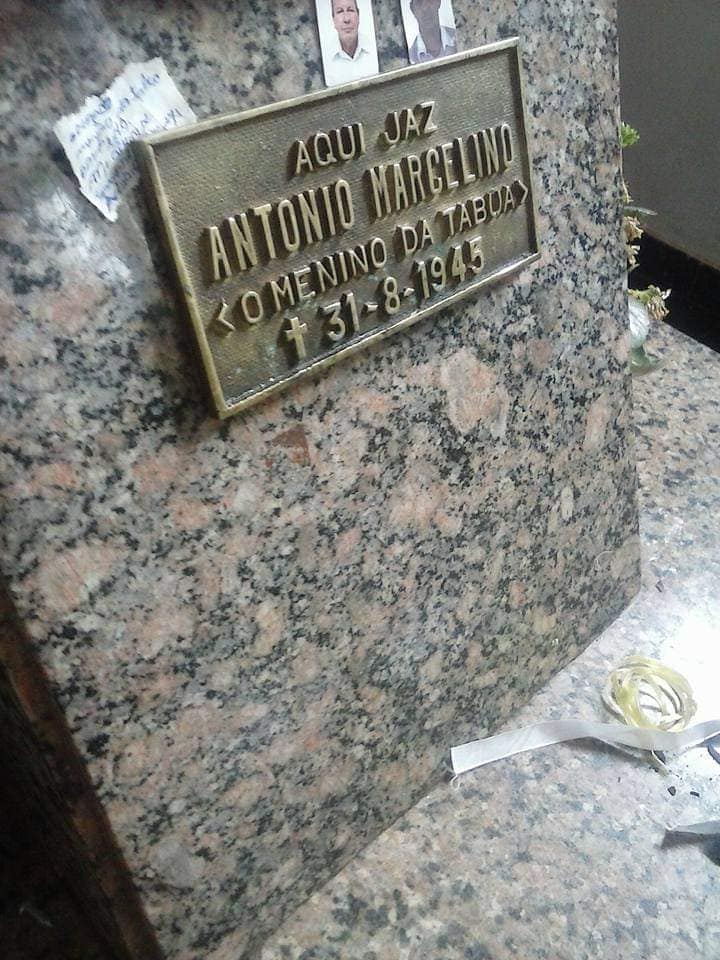 AQUI JAZ
ANTONIO MARCELINO
<O MENINO DA TABUA>
✝ 31-8-1945